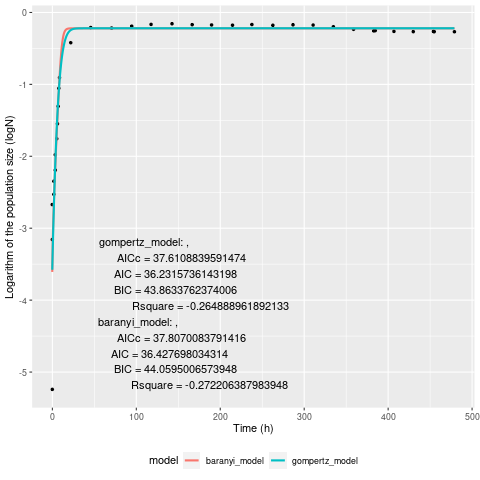 0
-1
-2
-3
-4
-5
Logarithm of the population size (logN)
gompertz_model: ,
AICc = 37.6108839591474
AIC = 36.2315736143198
BIC = 43.8633762374006
Rsquare = -0.264888961892133
baranyi_model: ,
AICc = 37.8070083791416
AIC = 36.427698034314
BIC = 44.0595006573948
Rsquare = -0.272206387983948
0 100 200 300 400 500
Time (h)
model baranyi_model gompertz_model